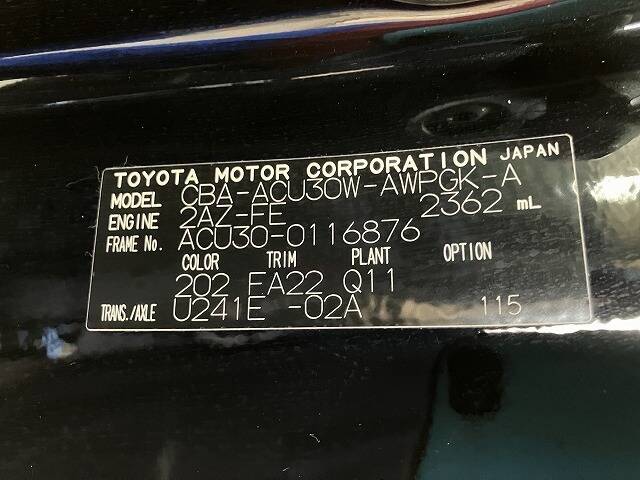 TOYOTA MOTOR CORPORATION JAPAN
MODEL CBA-ACU30W-AWPGK-A
ENGINE 2AZ-FE 2362 mL
FRAME No. ACU30-0116876
COLOR TRIM PLANT OPTION
202 FA22 Q11
TRANS./AXLE U241E -02A 115